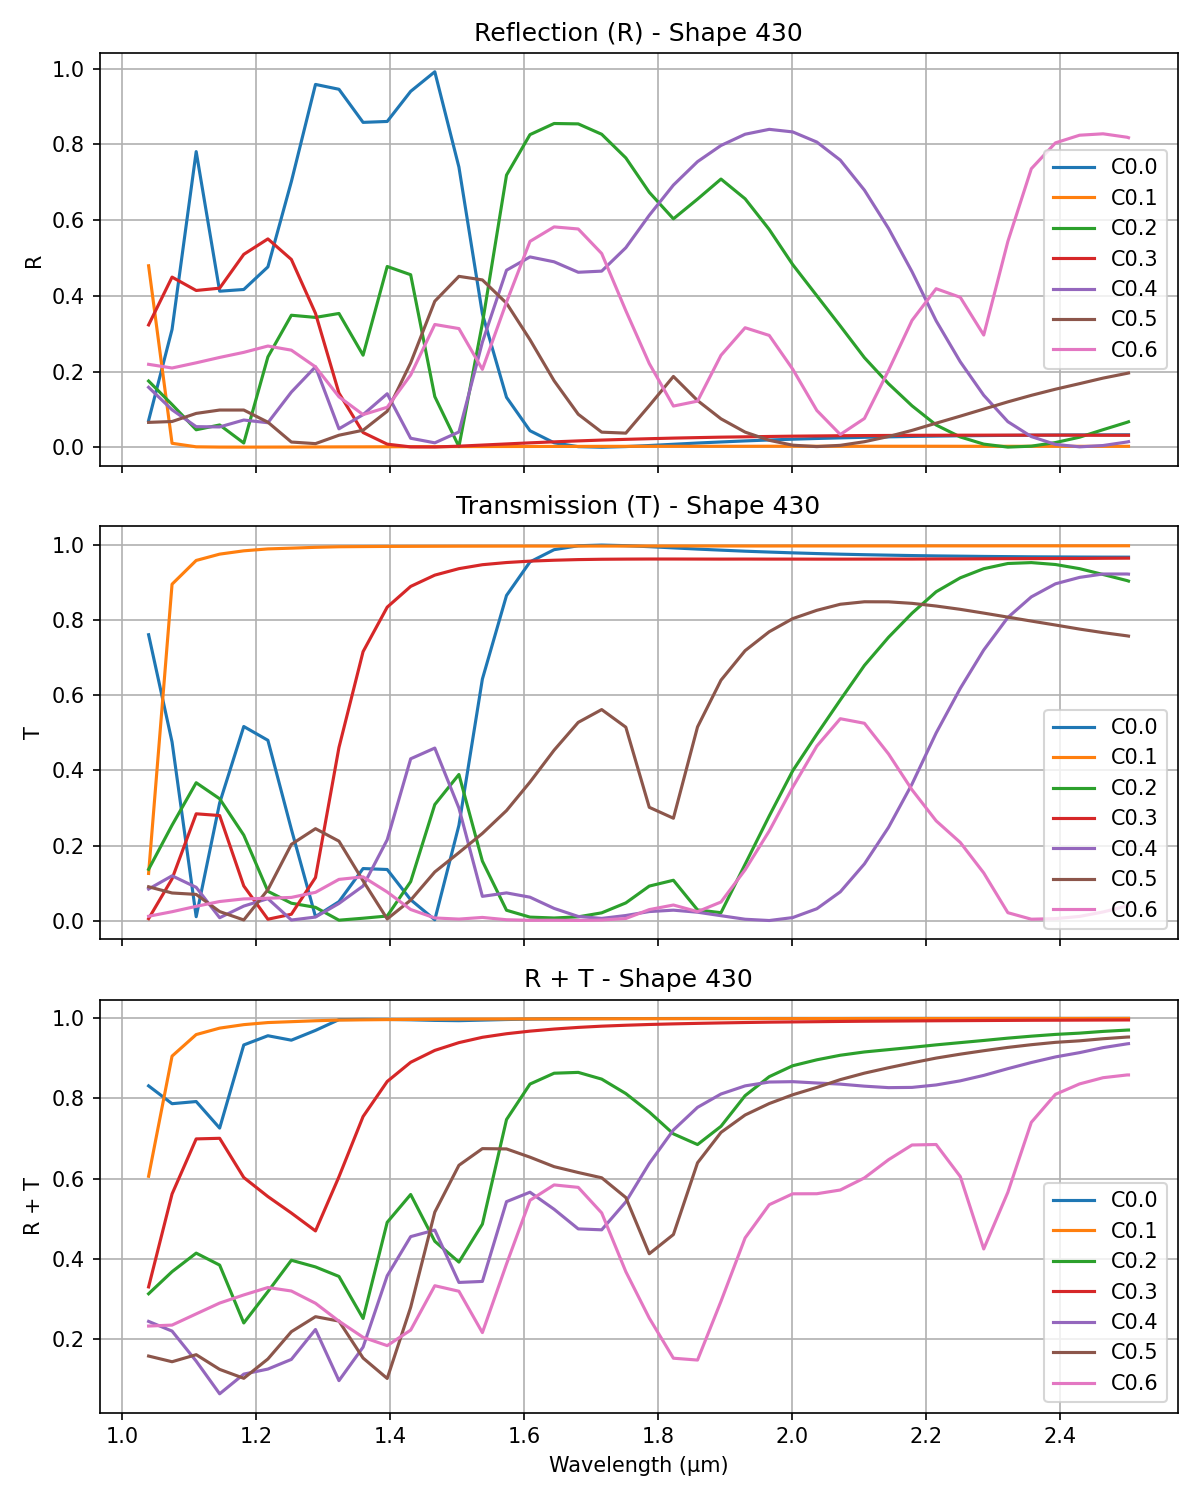 Reflection (R) - Shape 430
1.0
0.8
0.6
0.4
0.2
0.0
R
C0.0
C0.1
C0.2
C0.3
C0.4
C0.5
C0.6
Transmission (T) - Shape 430
1.0
0.8
0.6
0.4
0.2
0.0
T
C0.0
C0.1
C0.2
C0.3
C0.4
C0.5
C0.6
R + T - Shape 430
1.0
0.8
0.6
0.4
0.2
R + T
C0.0
C0.1
C0.2
C0.3
C0.4
C0.5
C0.6
1.0 1.2 1.4 1.6 1.8 2.0 2.2 2.4
Wavelength (μm)